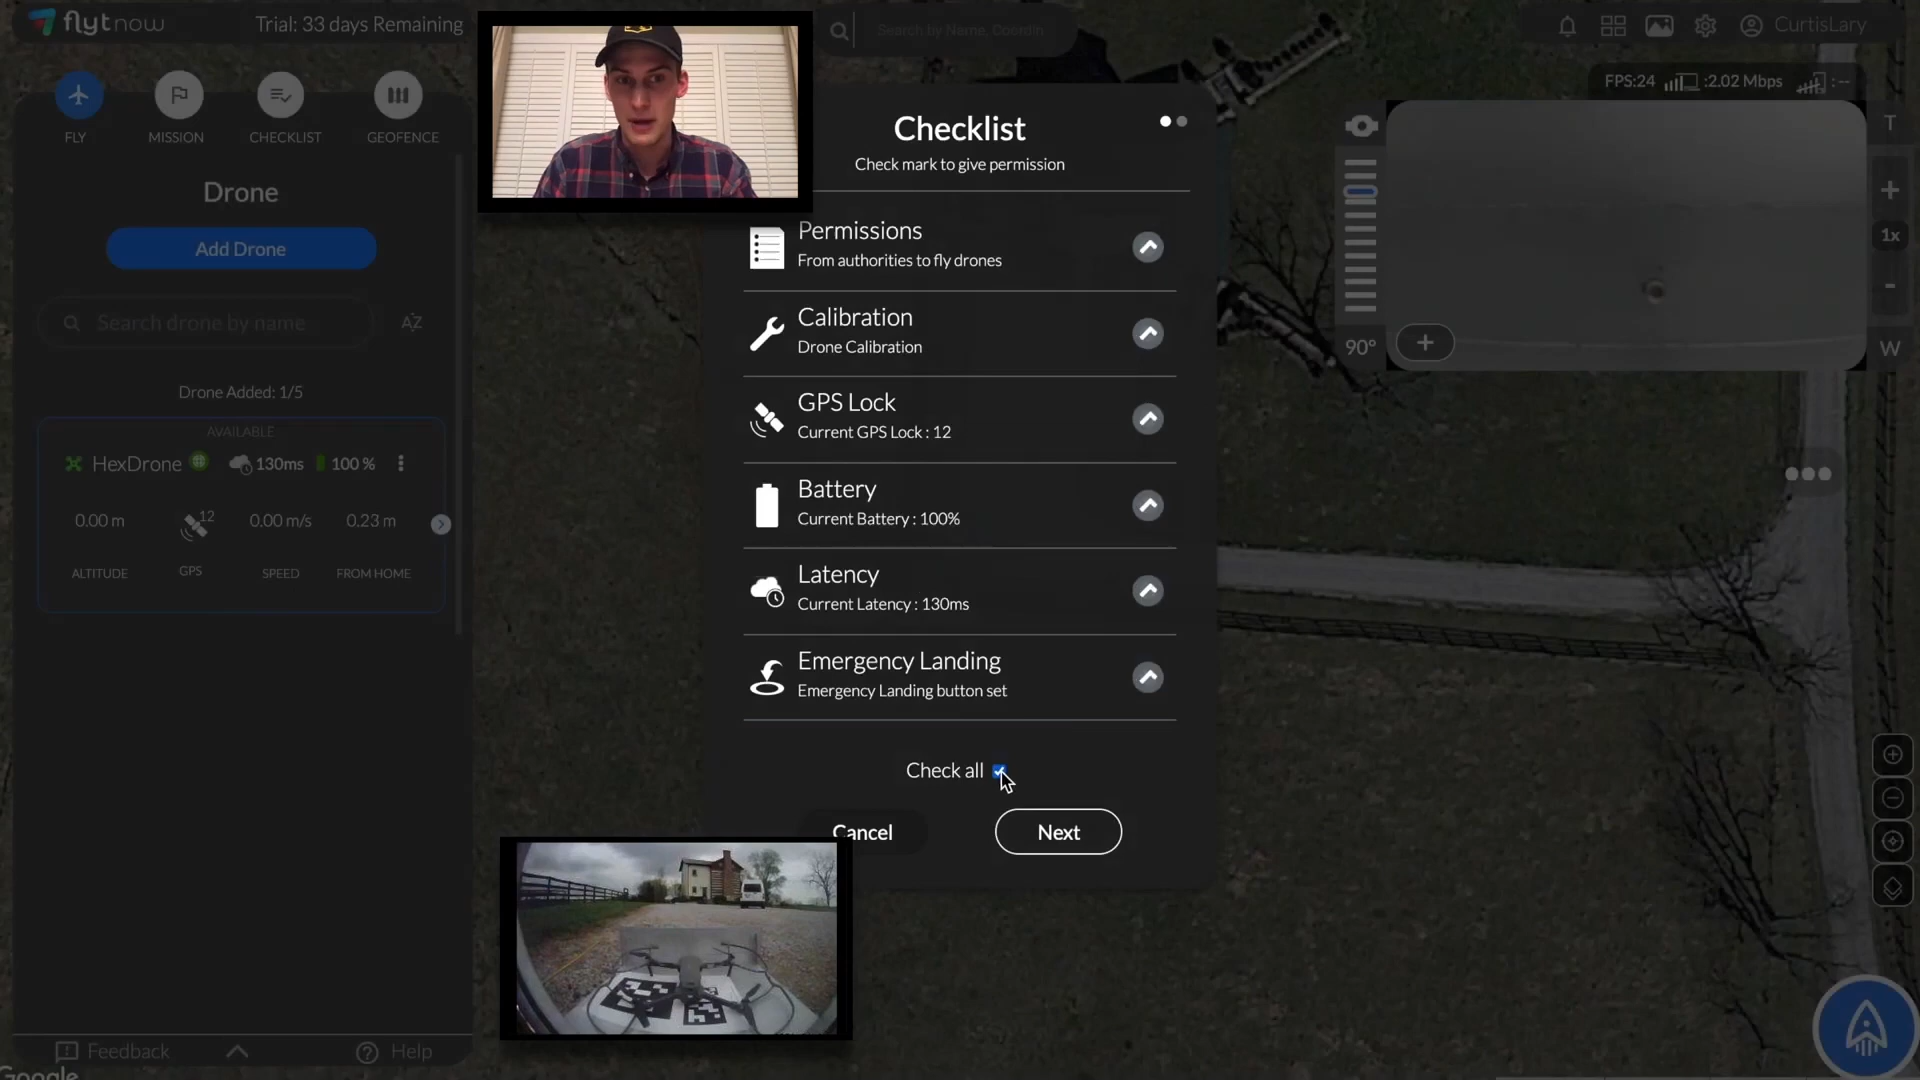 flytnow
Trial: 33 days Remaining
Search by Name, Coordin
CurtisLary
FPS:24
:2.02 Mbps
:--
FLY
MISSION
CHECKLIST
GEOFENCE
Drone
Add Drone
Search drone by name
AZ
Drone Added: 1/5
AVAILABLE
HexDrone
130ms
100 %
0.00 m
12
0.00 m/s
0.23 m
ALTITUDE
GPS
SPEED
FROM HOME
Feedback
Help
Google
Checklist
Check mark to give permission
Permissions
From authorities to fly drones
Calibration
Drone Calibration
GPS Lock
Current GPS Lock : 12
Battery
Current Battery : 100%
Latency
Current Latency : 130ms
Emergency Landing
Emergency Landing button set
Check all
Cancel
Next
90°
+
T
+
1x
-
W